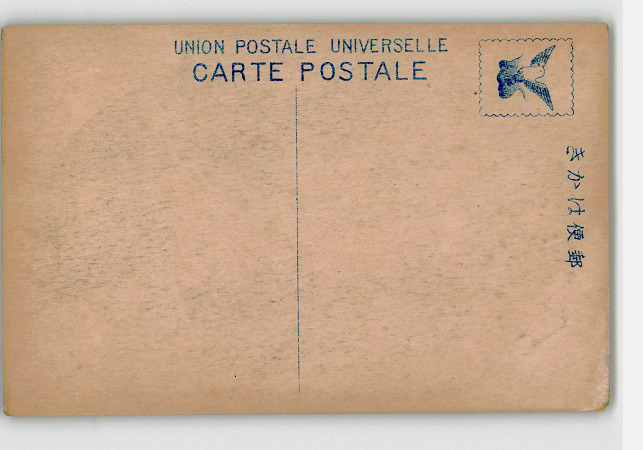 UNION POSTALE UNIVERSELLE
CARTE POSTALE
きかは便郵